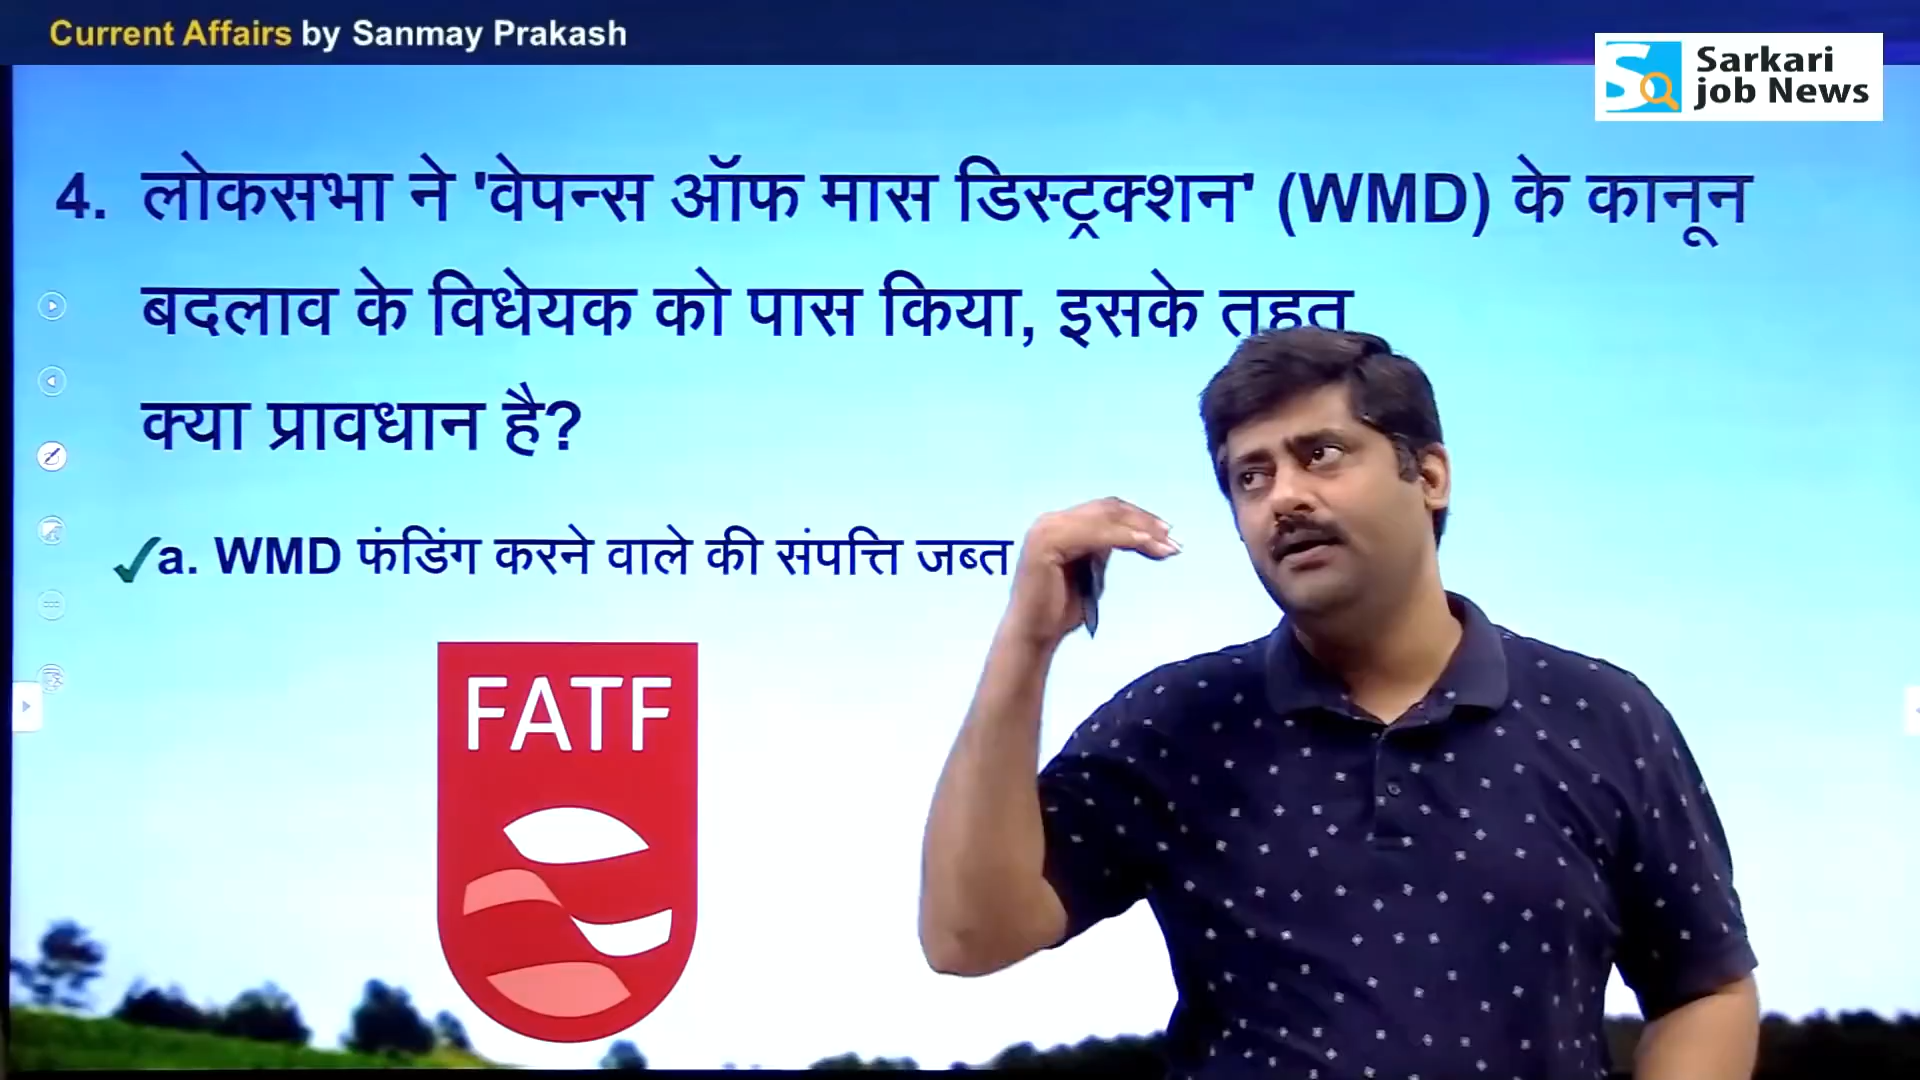 Current Affairs by Sanmay Prakash
Sarkari
job News
4. लोकसभा ने 'वेपन्स ऑफ मास डिस्ट्रक्शन' (WMD) के कानून
बदलाव के विधेयक को पास किया, इसके तहत
क्या प्रावधान है?
a. WMD फंडिंग करने वाले की संपत्ति जब्त
FATF